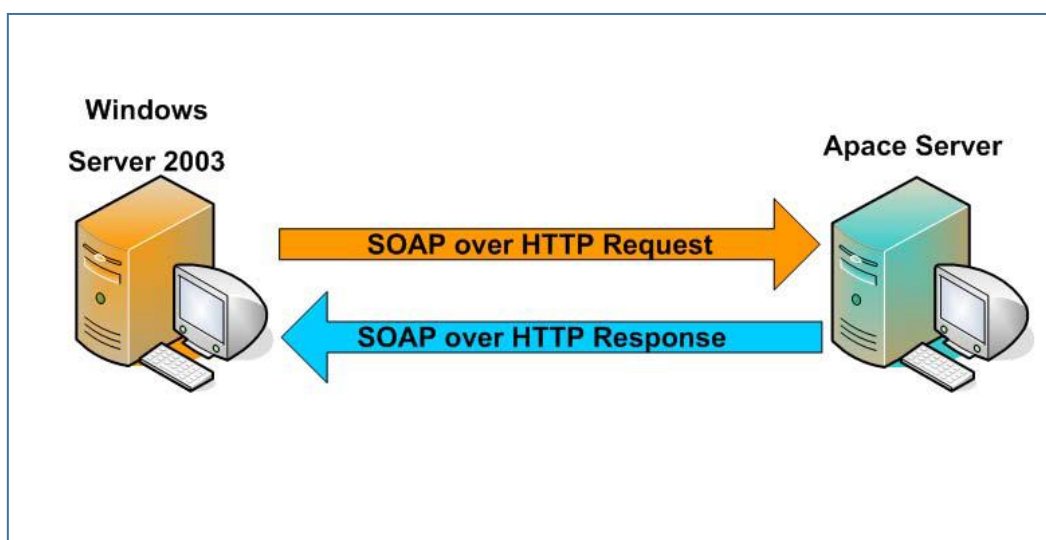 Windows
Server 2003
Apace Server
SOAP over HTTP Request
SOAP over HTTP Response